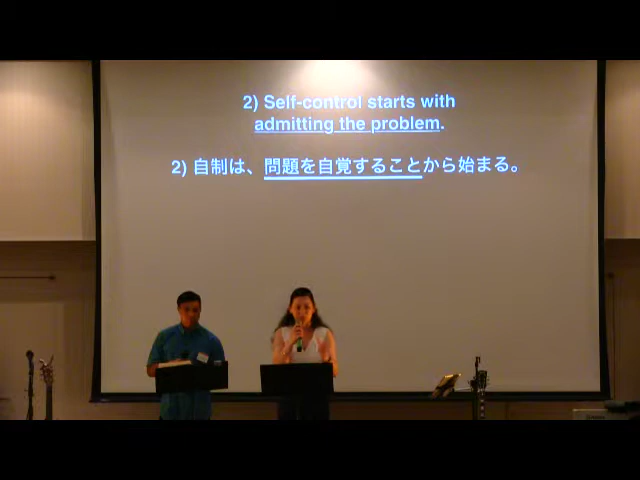 2) Self-control starts with
admitting the problem.
2) 自制は、問題を自覚することから始まる。